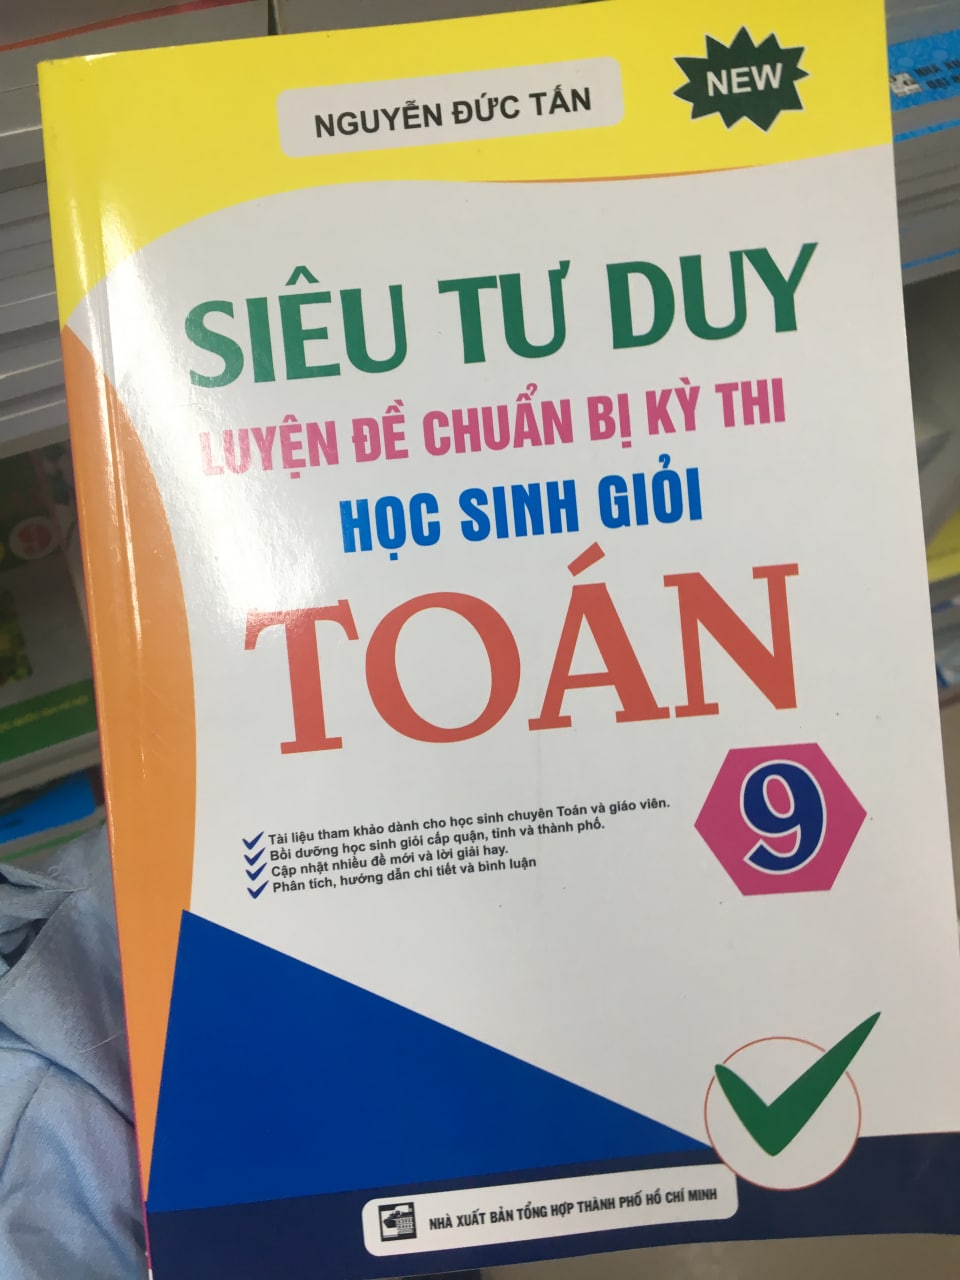 NGUYỄN ĐỨC TẤN
NEW
SIÊU TƯ DUY
LUYỆN ĐỀ CHUẨN BỊ KỲ THI
HỌC SINH GIỎI
TOÁN
9
Tài liệu tham khảo dành cho học sinh chuyên Toán và giáo viên.
Bồi dưỡng học sinh giỏi cấp quận, tỉnh và thành phố.
Cập nhật nhiều đề mới và lời giải hay.
Phân tích, hướng dẫn chi tiết và bình luận
NHÀ XUẤT BẢN TỔNG HỢP THÀNH PHỐ HỒ CHÍ MINH